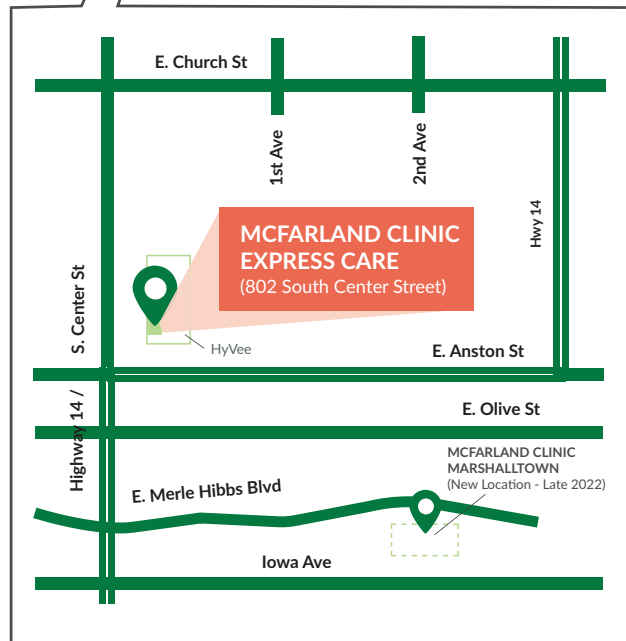 E. Church St
1st Ave
2nd Ave
Hwy 14
MCFARLAND CLINIC
EXPRESS CARE
(802 South Center Street)
HyVee
E. Anston St
Highway 14 / S. Center St
E. Olive St
MCFARLAND CLINIC
MARSHALLTOWN
(New Location - Late 2022)
E. Merle Hibbs Blvd
Iowa Ave